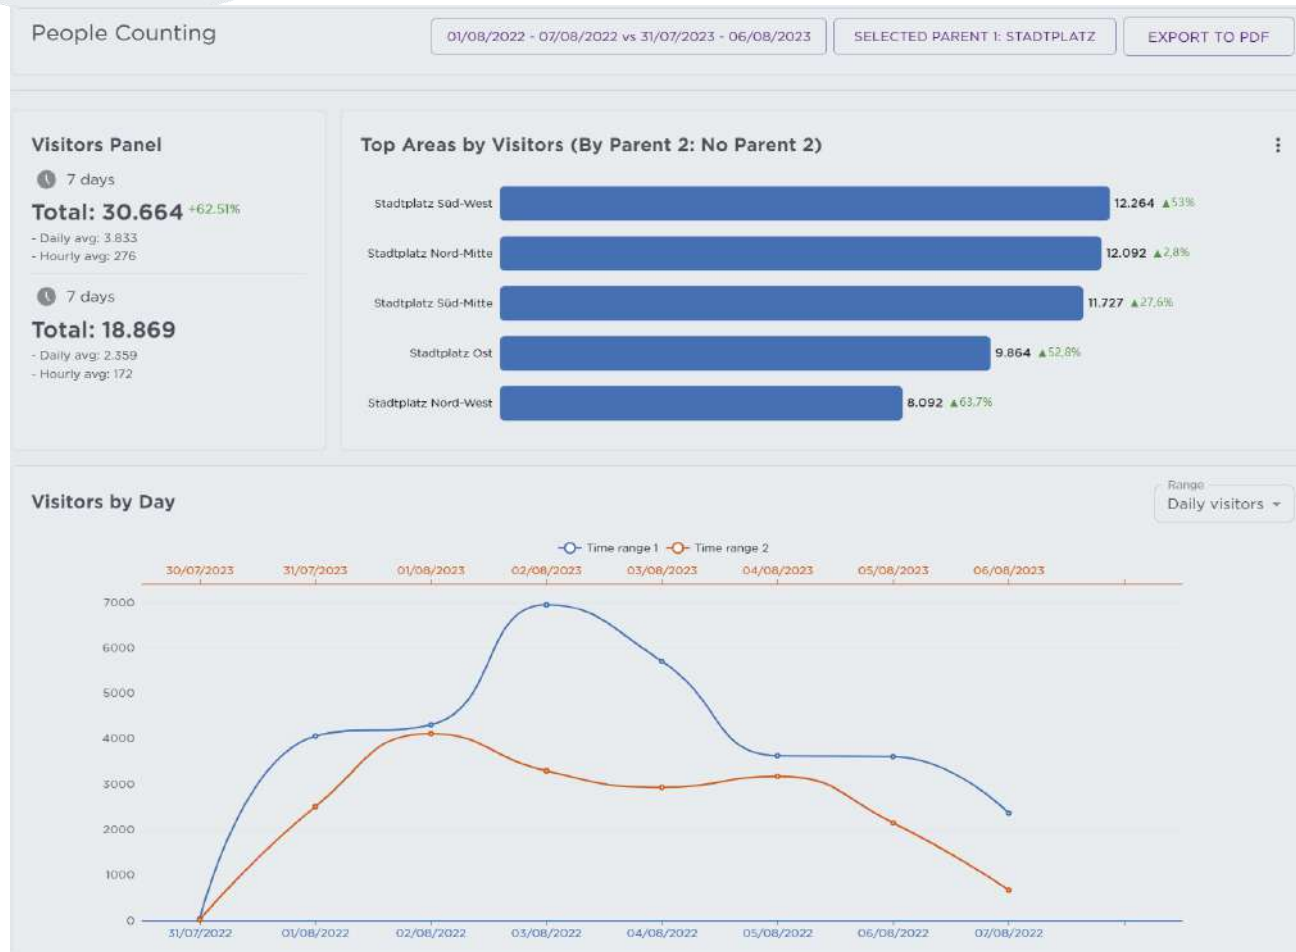 People Counting
01/08/2022 - 07/08/2022 vs 31/07/2023 - 06/08/2023
SELECTED PARENT 1: STADTPLATZ
EXPORT TO PDF
Visitors Panel
7 days
Total: 30.664 +62.51%
- Daily avg: 3.833
- Hourly avg: 276
7 days
Total: 18.869
- Daily avg: 2.359
- Hourly avg: 172
Top Areas by Visitors (By Parent 2: No Parent 2)
Stadtplatz Süd-West 12.264 ▲53%
Stadtplatz Nord-Mitte 12.092 ▲2,8%
Stadtplatz Süd-Mitte 11.727 ▲27,6%
Stadtplatz Ost 9.864 ▲52,8%
Stadtplatz Nord-West 8.092 ▲63,7%
Visitors by Day
Range
Daily visitors
Time range 1 Time range 2
30/07/2023 31/07/2023 01/08/2023 02/08/2023 03/08/2023 04/08/2023 05/08/2023 06/08/2023
7000
6000
5000
4000
3000
2000
1000
0
31/07/2022 01/08/2022 02/08/2022 03/08/2022 04/08/2022 05/08/2022 06/08/2022 07/08/2022